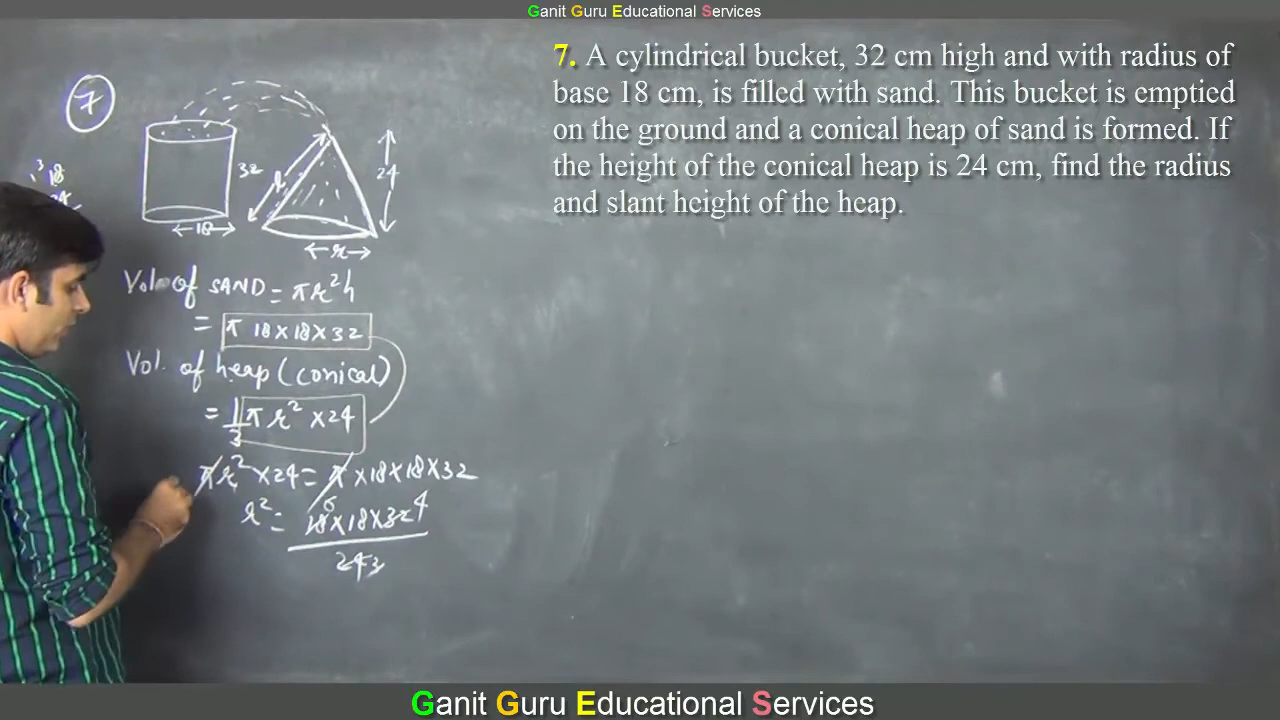 Ganit Guru Educational Services
7. A cylindrical bucket, 32 cm high and with radius of
base 18 cm, is filled with sand. This bucket is emptied
on the ground and a conical heap of sand is formed. If
the height of the conical heap is 24 cm, find the radius
and slant height of the heap.
7
32
18
l
24
r
18
Vol. of SAND = πr²h
= π 18×18×32
Vol. of heap (conical)
= 1/3 π r² ×24
πr² ×24 = π ×18×18×32
6 4
r² = 18×18×32
24 3
Ganit Guru Educational Services